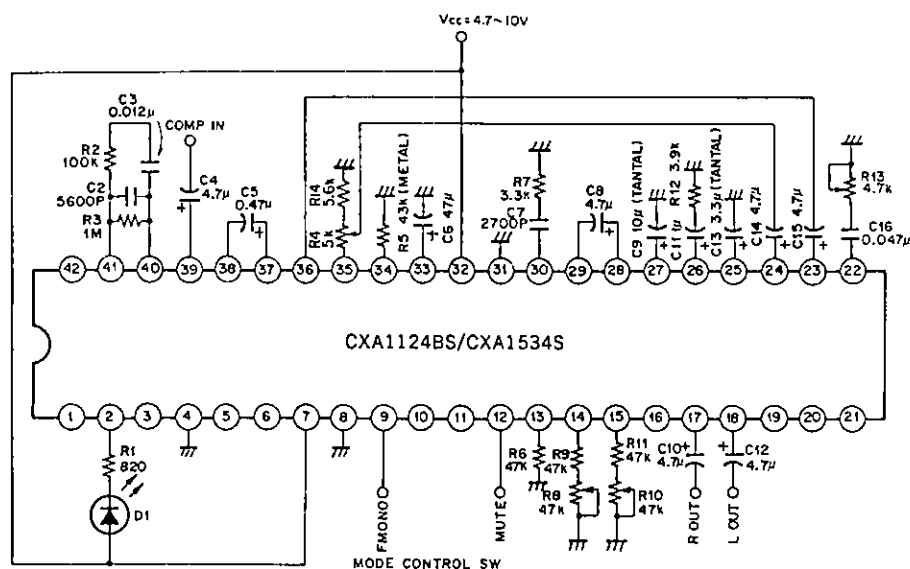 Vcc=4.7~10V
C3
0.012μ
COMP IN
R2
100k
C2
5600P
R3
1M
C4
4.7μ
C5
0.47μ
R14
5.6k
R4
5k
R5 43k (METAL)
C6 47μ
R7
3.3k
C7
2700P
C8
4.7μ
C9 10μ (TANTAL)
C11 1μ
R12 3.9k
C13 3.3μ (TANTAL)
C14 4.7μ
C15 4.7μ
R13
4.7k
C16
0.047μ
42 41 40 39 38 37 36 35 34 33 32 31 30 29 28 27 26 25 24 23 22
CXA1124BS/CXA1534S
1 2 3 4 5 6 7 8 9 10 11 12 13 14 15 16 17 18 19 20 21
R1
820
D1
FMONO
MUTE
MODE CONTROL SW
R6
47k
R9
47k
R8
47k
R11
47k
R10
47k
C10
4.7μ
C12
4.7μ
R OUT
L OUT